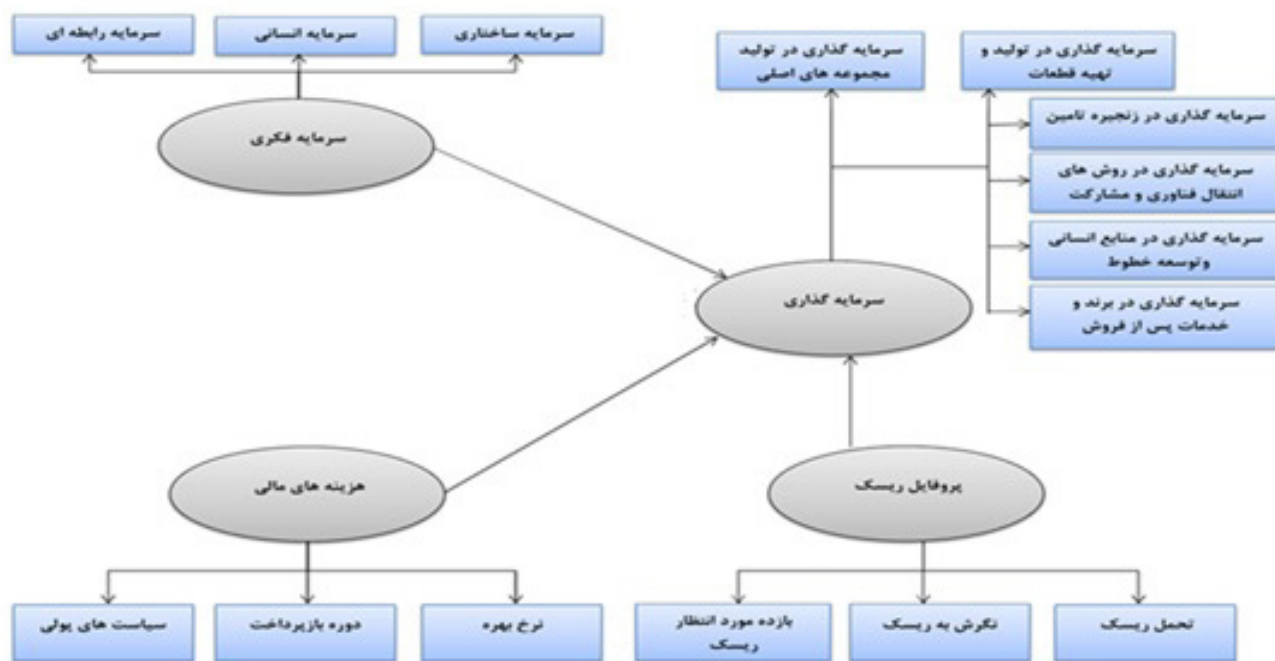 سرمایه ساختاری
سرمایه انسانی
سرمایه رابطه ای
سرمایه فکری
سرمایه گذاری در تولید و
تهیه قطعات
سرمایه گذاری در تولید
مجموعه های اصلی
سرمایه گذاری در زنجیره تامین
سرمایه گذاری در روش های
انتقال فناوری و مشارکت
سرمایه گذاری در منابع انسانی
وتوسعه خطوط
سرمایه گذاری در برند و
خدمات پس از فروش
سرمایه گذاری
پروفایل ریسک
هزینه های مالی
تحمل ریسک
نگرش به ریسک
بازده مورد انتظار
ریسک
نرخ بهره
دوره بازپرداخت
سیاست های پولی